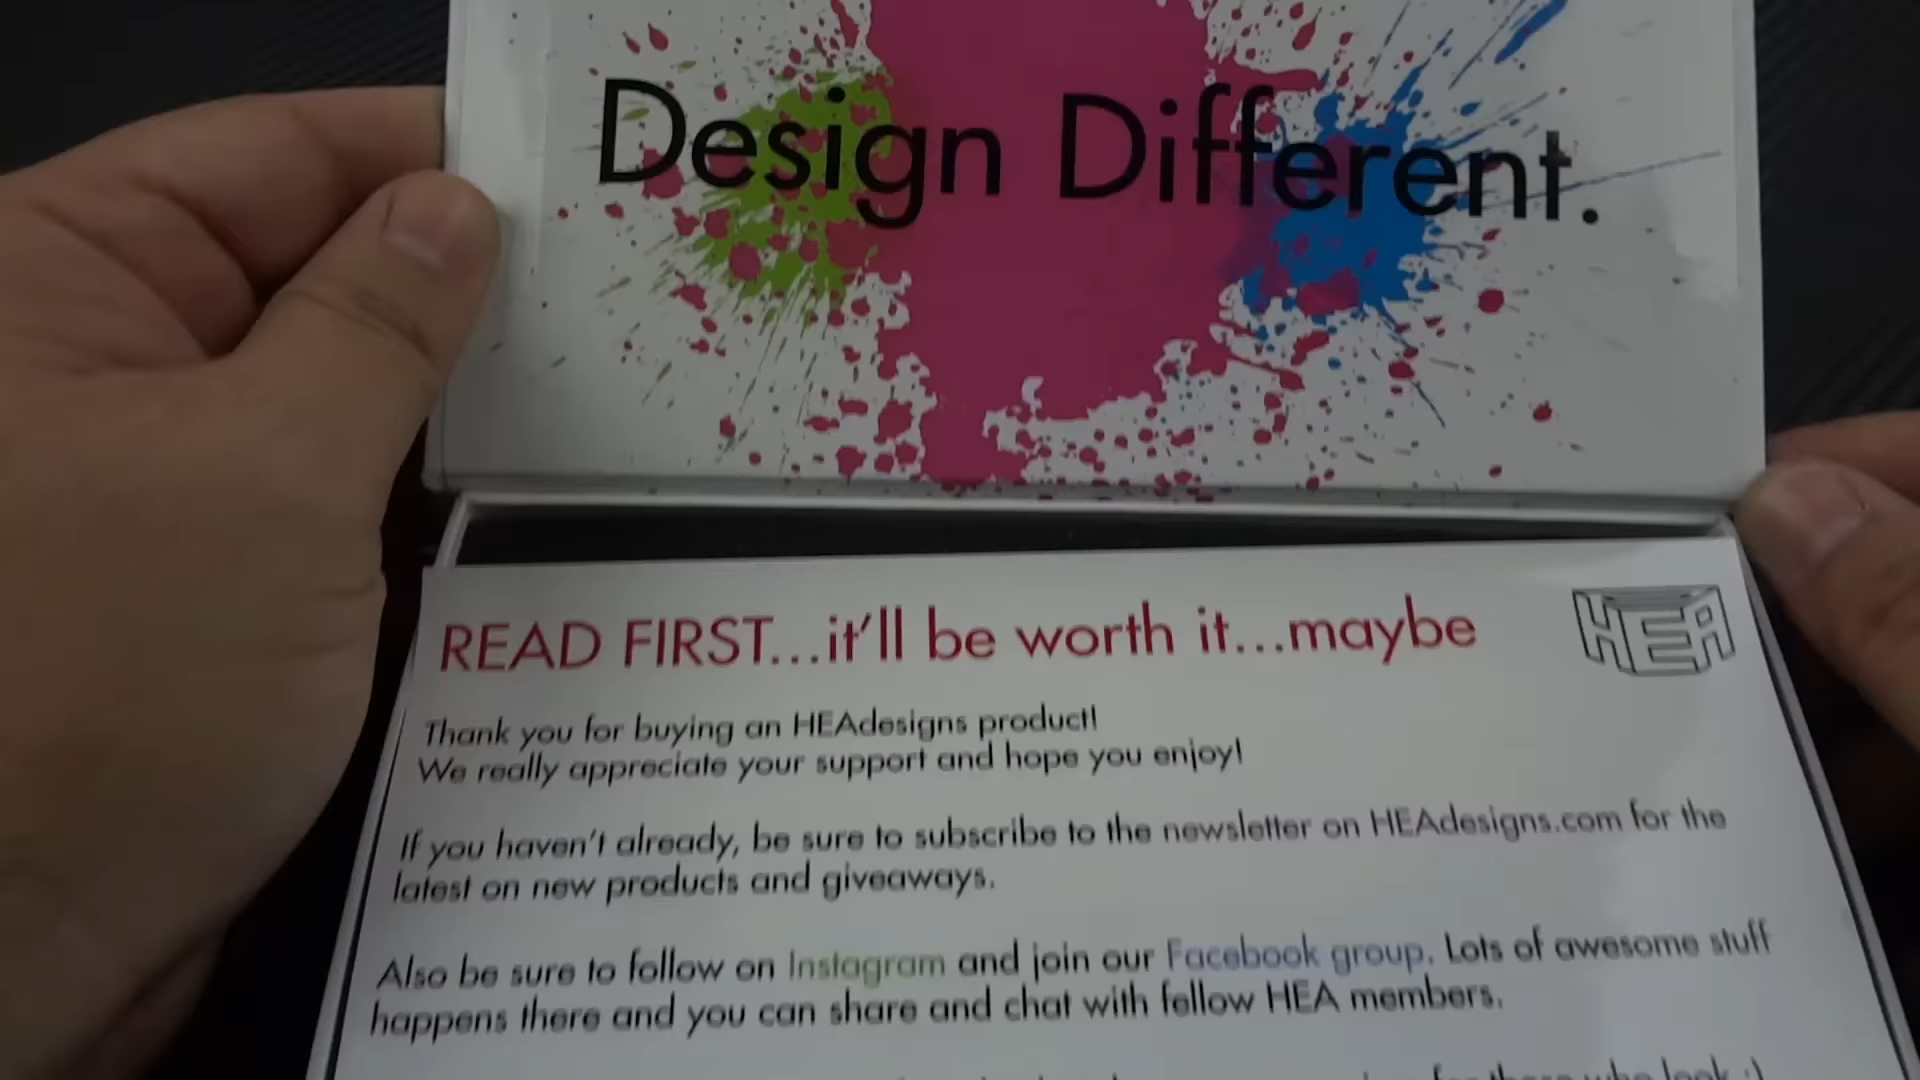 Design Different.
READ FIRST...it'll be worth it...maybe
HEA
Thank you for buying an HEAdesigns product!
We really appreciate your support and hope you enjoy!
If you haven't already, be sure to subscribe to the newsletter on HEAdesigns.com for the
latest on new products and giveaways.
Also be sure to follow on Instagram and join our Facebook group. Lots of awesome stuff
happens there and you can share and chat with fellow HEA members.
for those who look :)